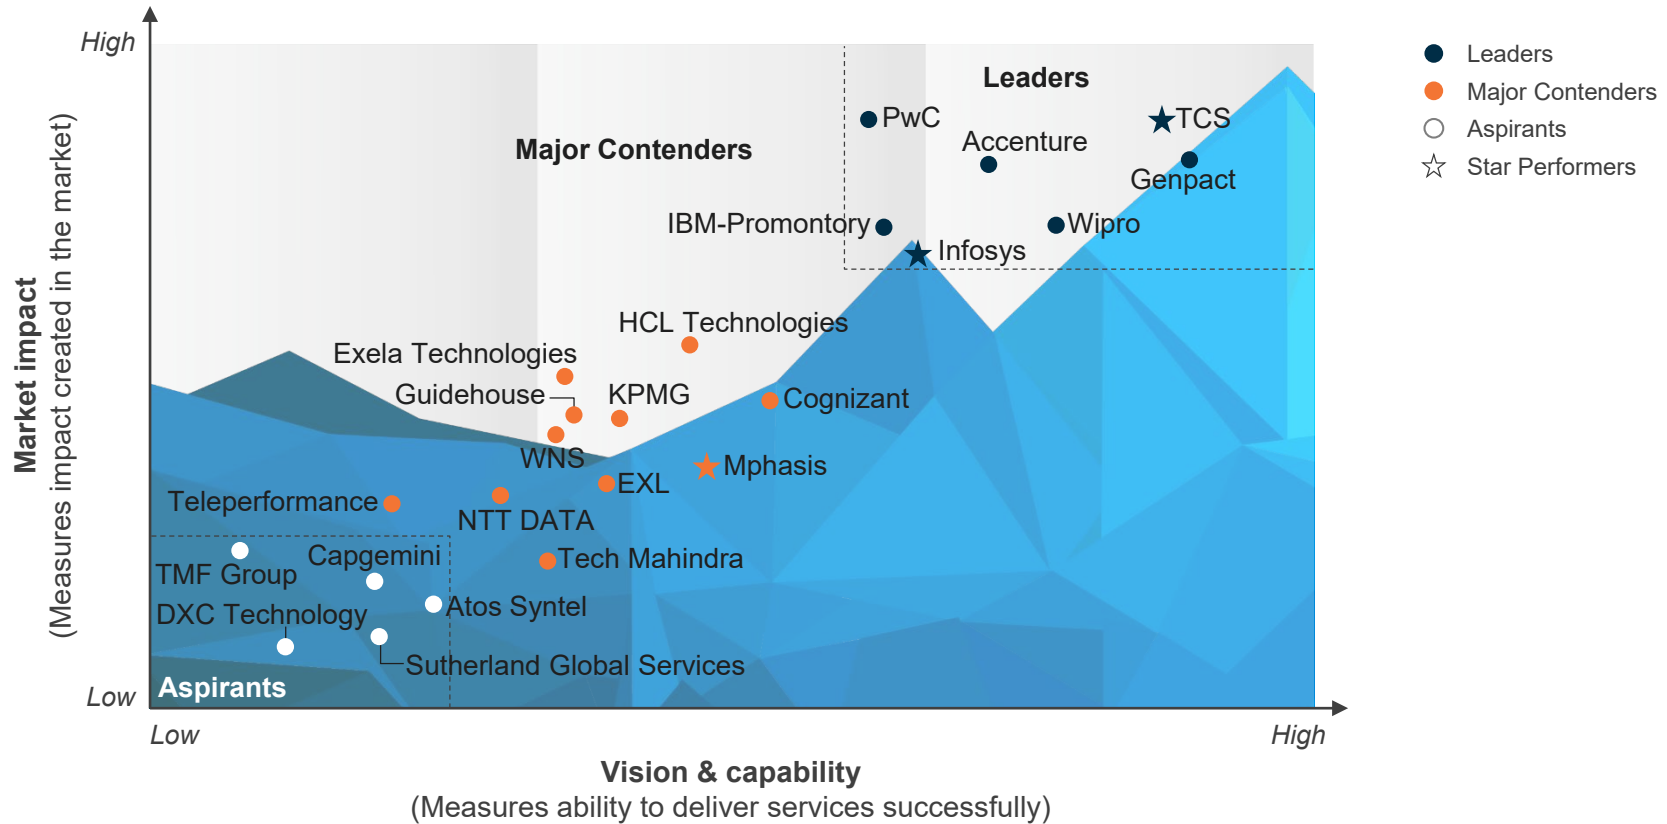 High
Leaders
Leaders
Major Contenders
Aspirants
Star Performers
PwC
TCS
Accenture
Major Contenders
Genpact
IBM-Promontory
Wipro
Infosys
HCL Technologies
Exela Technologies
Guidehouse
KPMG
Cognizant
WNS
Mphasis
EXL
Teleperformance
NTT DATA
Capgemini
Tech Mahindra
TMF Group
DXC Technology
Atos Syntel
Sutherland Global Services
Aspirants
Low
Low
High
Market impact
(Measures impact created in the market)
Vision & capability
(Measures ability to deliver services successfully)